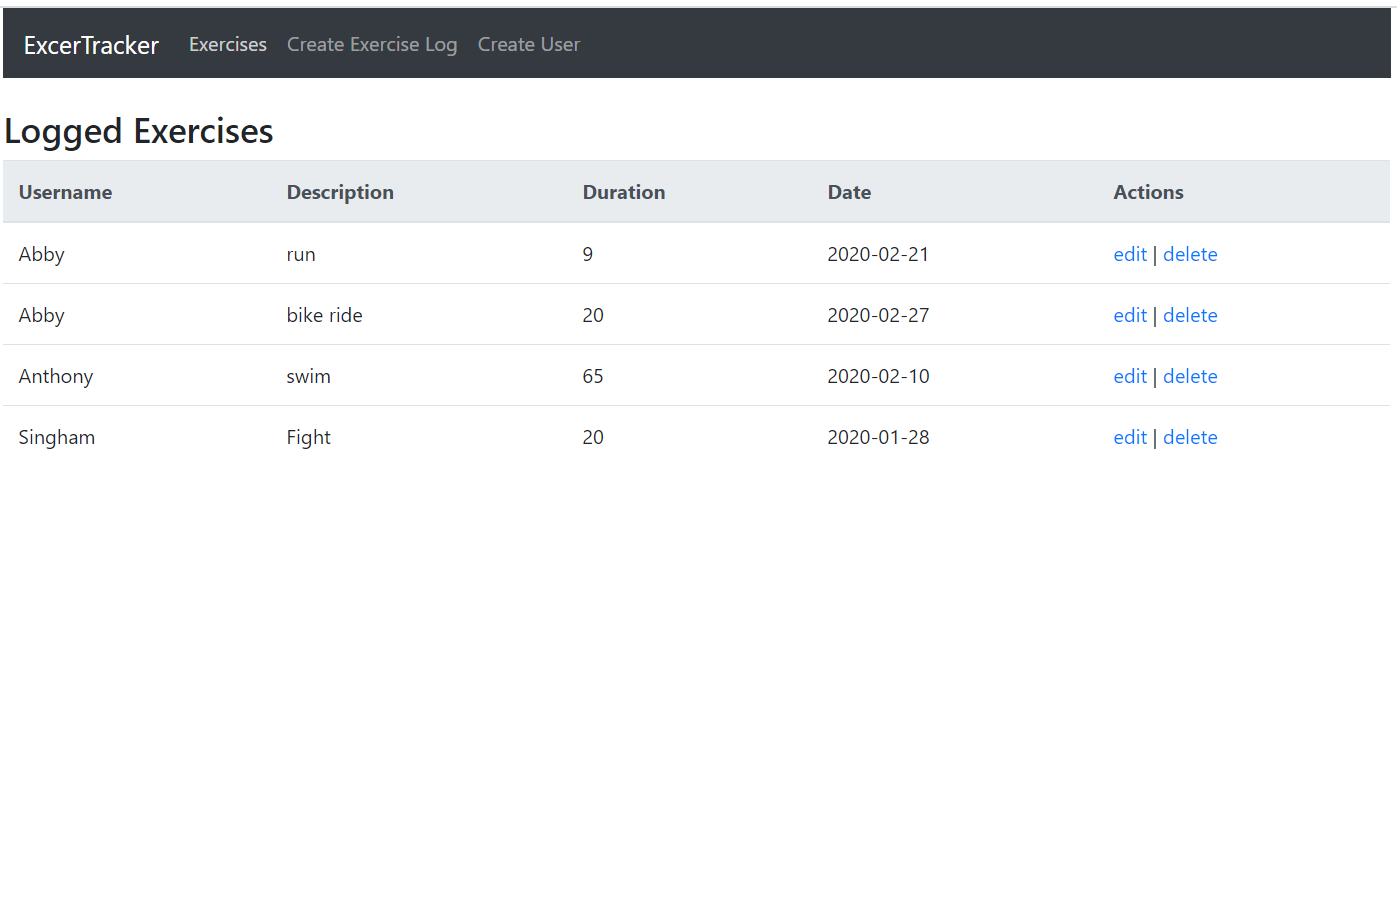 ExcerTracker Exercises Create Exercise Log Create User
Logged Exercises
Username Description Duration Date Actions
Abby run 9 2020-02-21 edit | delete
Abby bike ride 20 2020-02-27 edit | delete
Anthony swim 65 2020-02-10 edit | delete
Singham Fight 20 2020-01-28 edit | delete